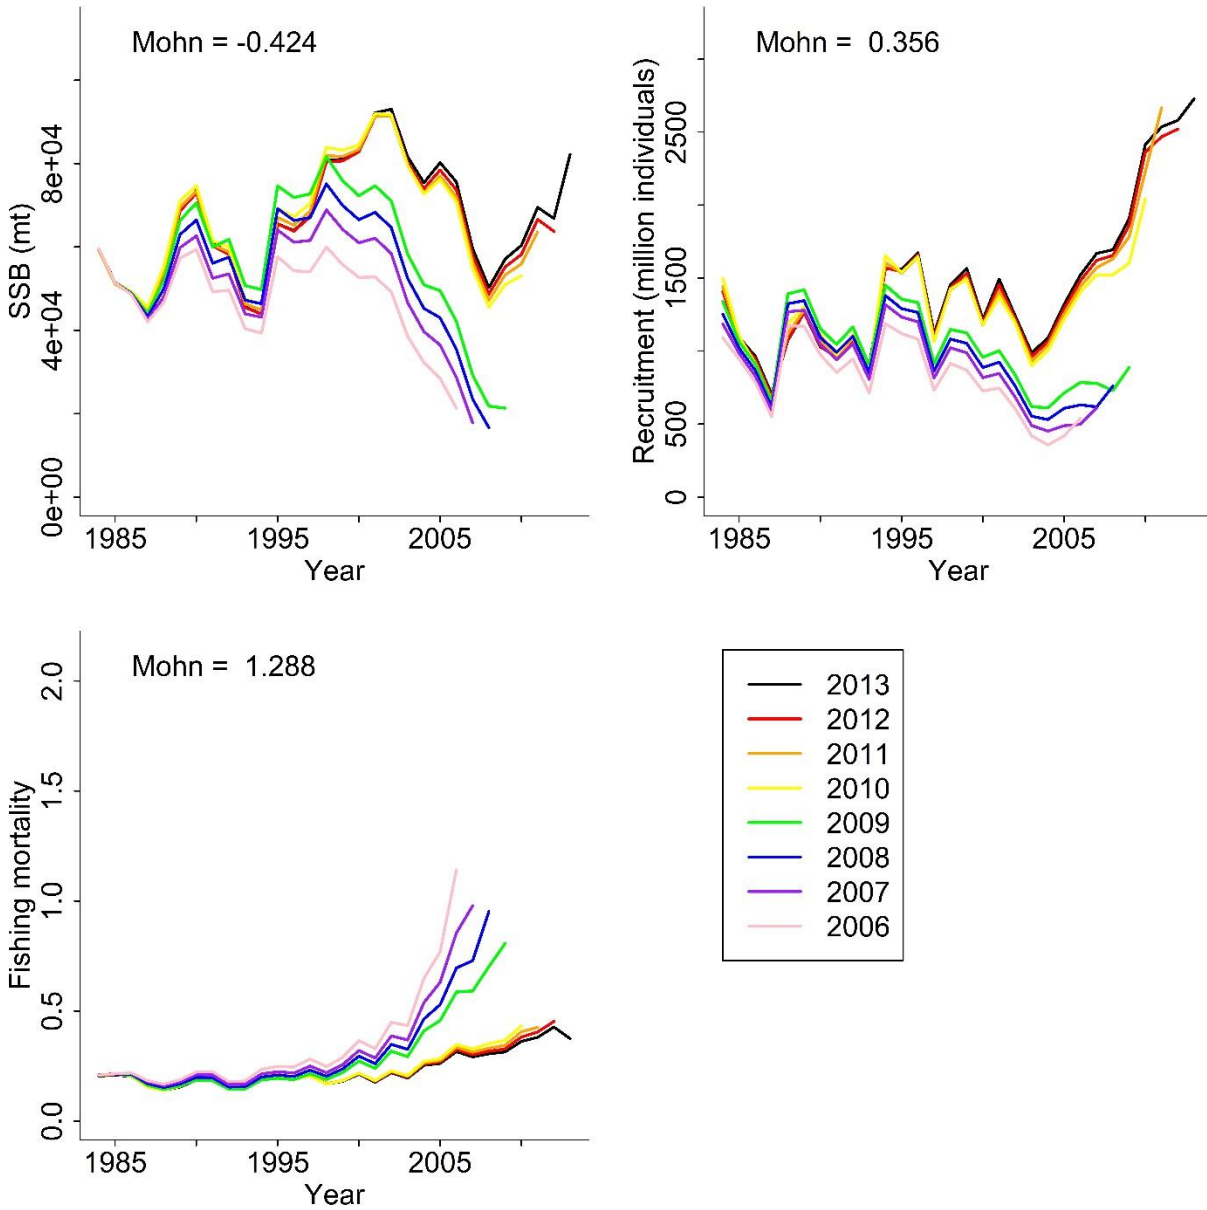 Mohn = -0.424
SSB (mt)
8e+04
4e+04
0e+00
1985 1995 2005
Year
Mohn = 0.356
Recruitment (million individuals)
2500
1500
500
0
1985 1995 2005
Year
Mohn = 1.288
Fishing mortality
2.0
1.5
1.0
0.5
0.0
1985 1995 2005
Year
2013
2012
2011
2010
2009
2008
2007
2006